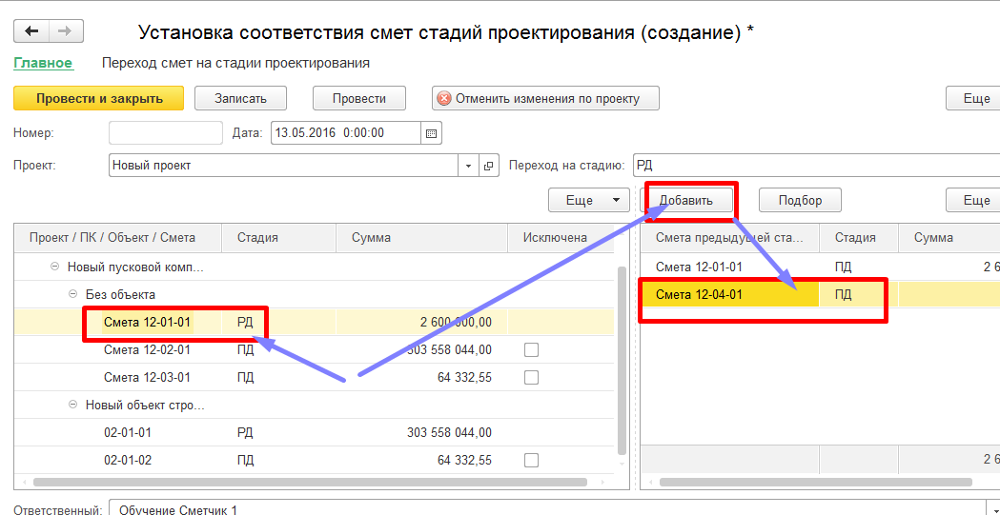 Установка соответствия смет стадий проектирования (создание) *
Главное Переход смет на стадии проектирования
Провести и закрыть Записать Провести Отменить изменения по проекту Еще
Номер: Дата: 13.05.2016 0:00:00
Проект: Новый проект Переход на стадию: РД
Еще Добавить Подбор Еще
Проект / ПК / Объект / Смета Стадия Сумма Исключена Смета предыдущей ста... Стадия Сумма
Новый пусковой комп... Смета 12-01-01 ПД 2 6
Без объекта Смета 12-04-01 ПД
Смета 12-01-01 РД 2 600 000,00
Смета 12-02-01 ПД 303 558 044,00
Смета 12-03-01 ПД 64 332,55
Новый объект стро...
02-01-01 РД 303 558 044,00
02-01-02 ПД 64 332,55 2 6
Ответственный: Обучение Сметчик 1